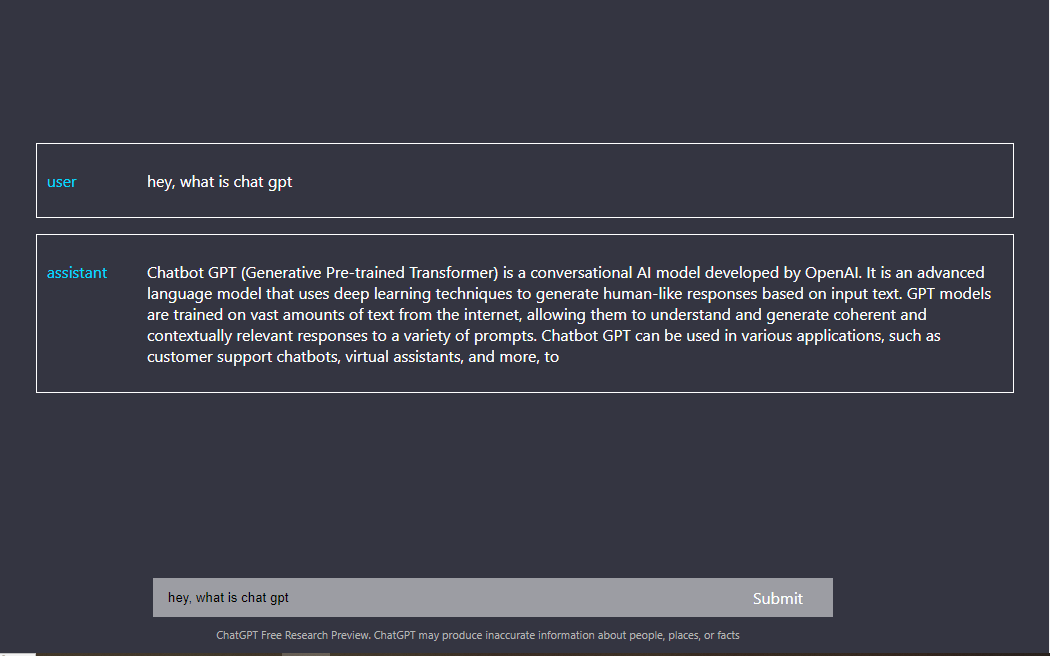 user hey, what is chat gpt
assistant Chatbot GPT (Generative Pre-trained Transformer) is a conversational AI model developed by OpenAI. It is an advanced
language model that uses deep learning techniques to generate human-like responses based on input text. GPT models
are trained on vast amounts of text from the internet, allowing them to understand and generate coherent and
contextually relevant responses to a variety of prompts. Chatbot GPT can be used in various applications, such as
customer support chatbots, virtual assistants, and more, to
hey, what is chat gpt Submit
ChatGPT Free Research Preview. ChatGPT may produce inaccurate information about people, places, or facts